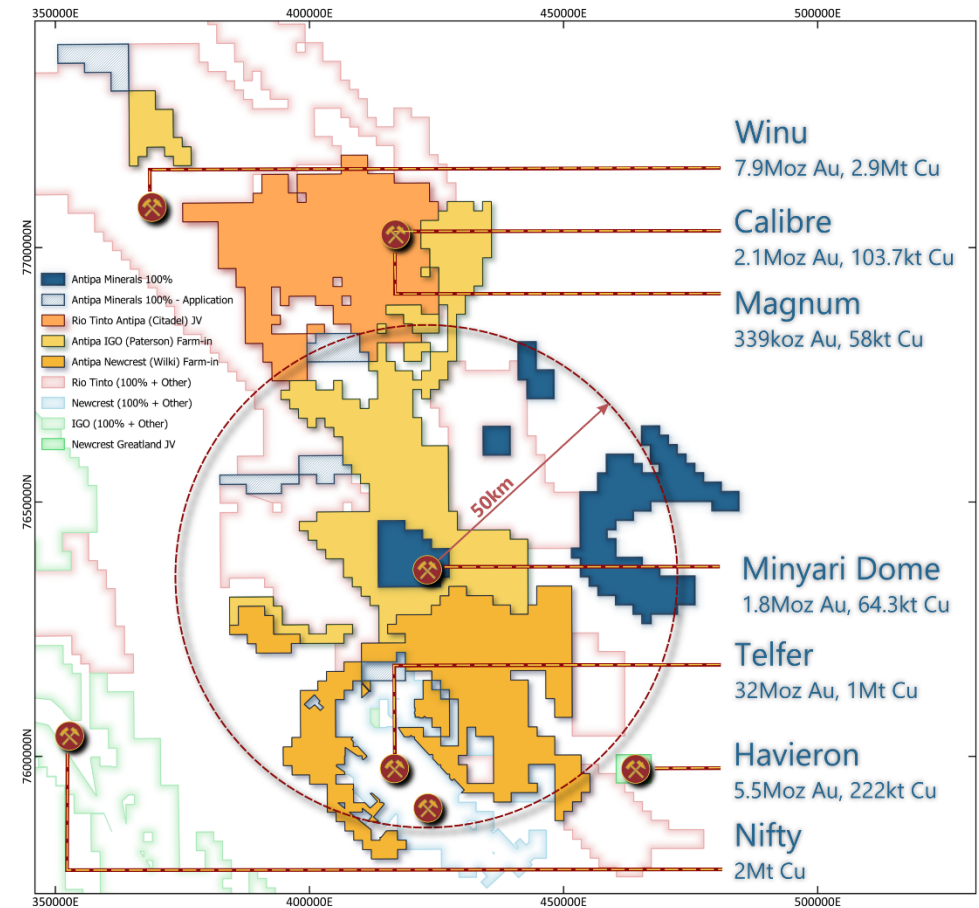 350000E 400000E 450000E 500000E
7700000N
7650000N
7600000N
Antipa Minerals 100%
Antipa Minerals 100% - Application
Rio Tinto Antipa (Citadel) JV
Antipa IGO (Paterson) Farm-in
Antipa Newcrest (Wilki) Farm-in
Rio Tinto (100% + Other)
Newcrest (100% + Other)
IGO (100% + Other)
Newcrest Greatland JV
50km
Winu
7.9Moz Au, 2.9Mt Cu
Calibre
2.1Moz Au, 103.7kt Cu
Magnum
339koz Au, 58kt Cu
Minyari Dome
1.8Moz Au, 64.3kt Cu
Telfer
32Moz Au, 1Mt Cu
Havieron
5.5Moz Au, 222kt Cu
Nifty
2Mt Cu
350000E 400000E 450000E 500000E